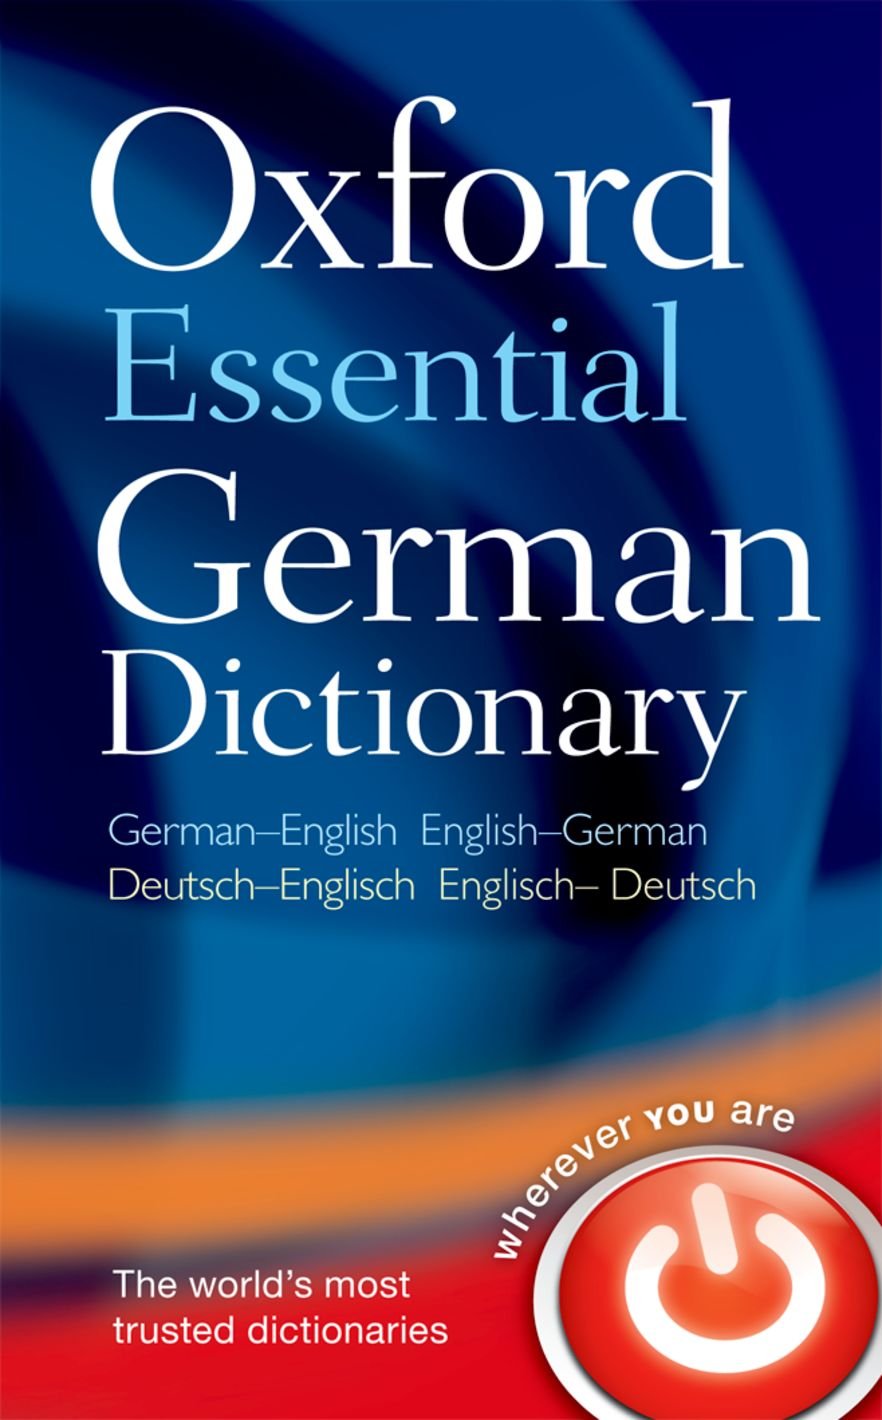 Oxford
Essential
German
Dictionary
German–English English–German
Deutsch–Englisch Englisch– Deutsch
wherever YOU are
The world's most
trusted dictionaries